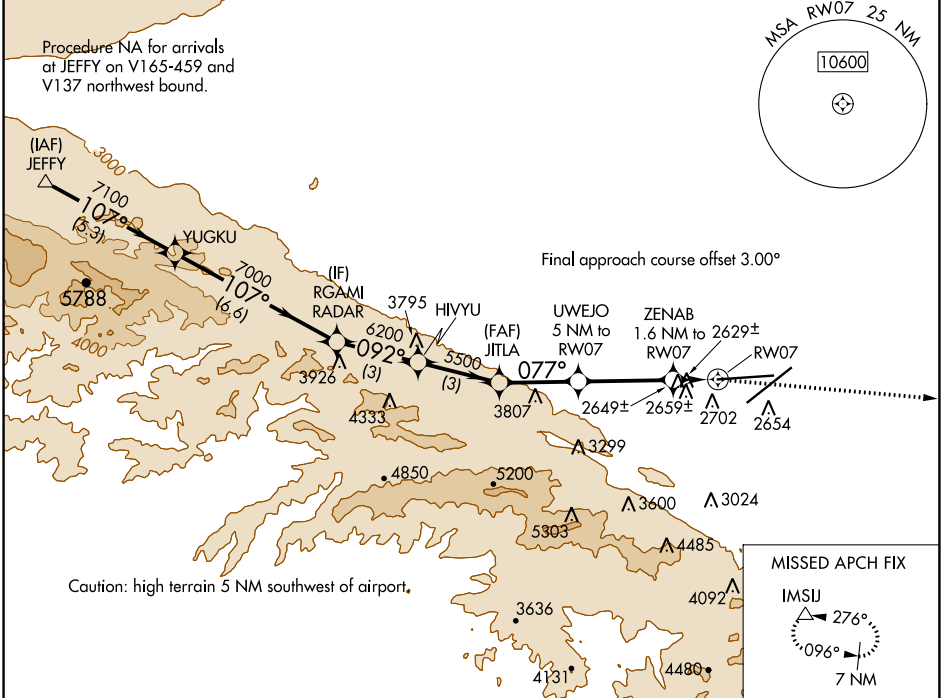 Procedure NA for arrivals
at JEFFY on V165-459 and
V137 northwest bound.
MSA RW07 25 NM
10600
(IAF)
JEFFY
3000
7100
107°
(5.3)
YUGKU
7000
107°
(6.6)
5788
4000
(IF)
RGAMI
RADAR
3795
HIVYU
6200
092°
(3)
5500
(3)
3926
4333
Final approach course offset 3.00°
(FAF)
JITLA
077°
UWEJO
5 NM to
RW07
ZENAB
1.6 NM to
RW07
2629±
RW07
3807
2649±
2659±
2702
2654
3299
4850
5200
3600
3024
5303
4485
4092
Caution: high terrain 5 NM southwest of airport.
3636
4131
4480
MISSED APCH FIX
IMSIJ
276°
096°
7 NM